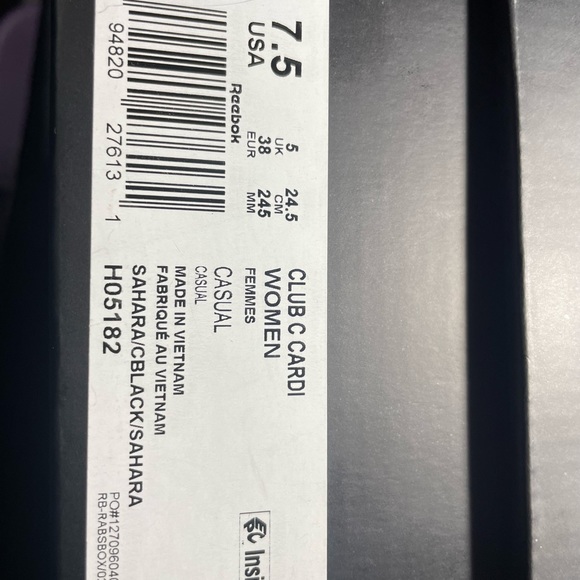 7.5
USA
5
UK
38
EUR
24.5
CM
245
MM
Reebok
94820 27613 1
CLUB C CARDI
WOMEN
FEMMES
CASUAL
CASUAL
MADE IN VIETNAM
FABRIQUÉ AU VIETNAM
SAHARA/CBLACK/SAHARA
H05182